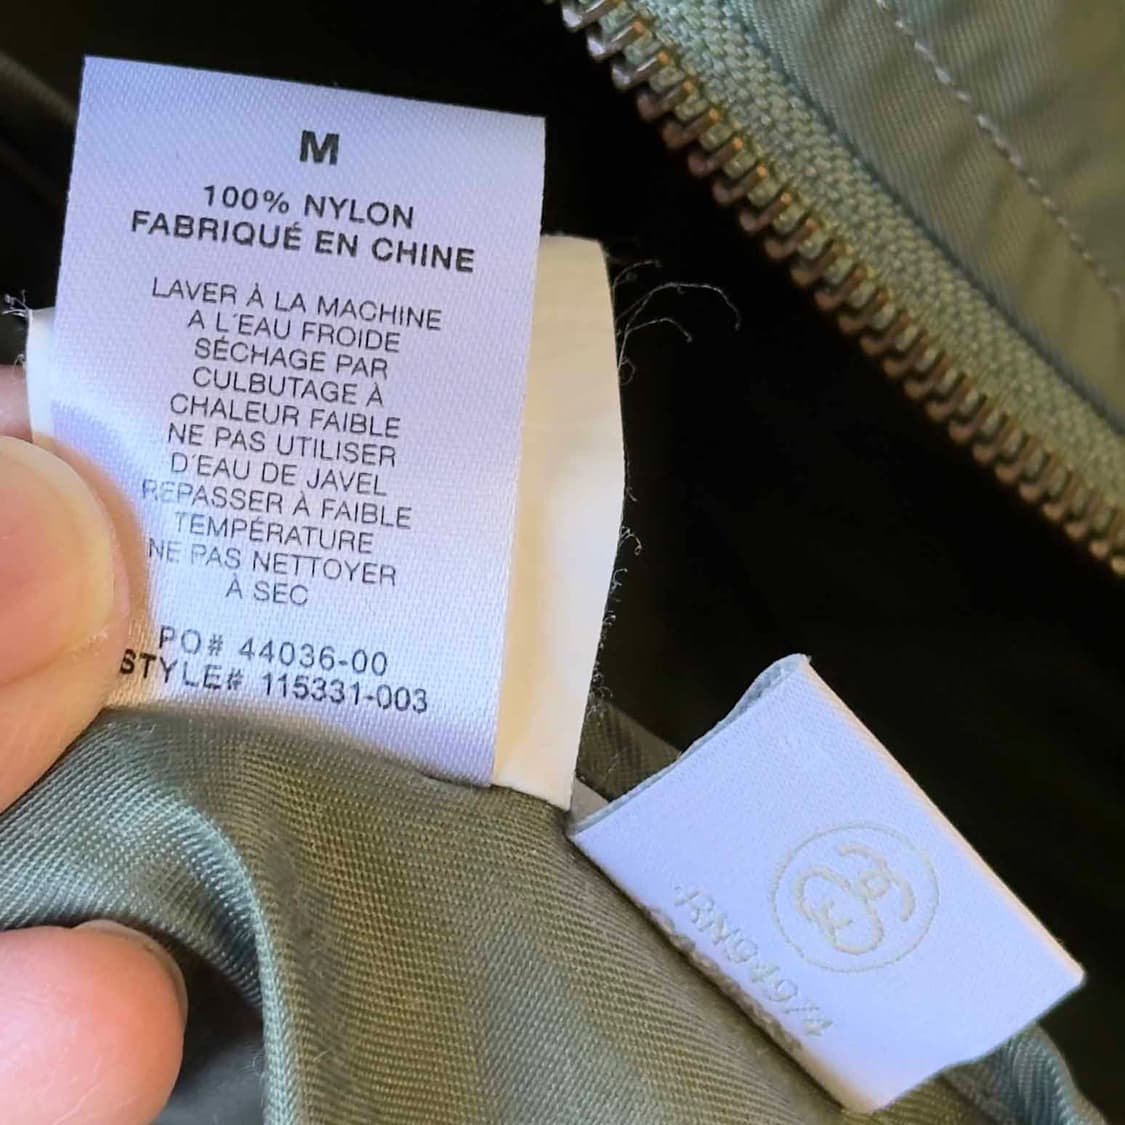 M
100% NYLON
FABRIQUÉ EN CHINE
LAVER À LA MACHINE
A L'EAU FROIDE
SÉCHAGE PAR
CULBUTAGE À
CHALEUR FAIBLE
NE PAS UTILISER
D'EAU DE JAVEL
REPASSER À FAIBLE
TEMPÉRATURE
NE PAS NETTOYER
À SEC
PO# 44036-00
STYLE# 115331-003
RN94974